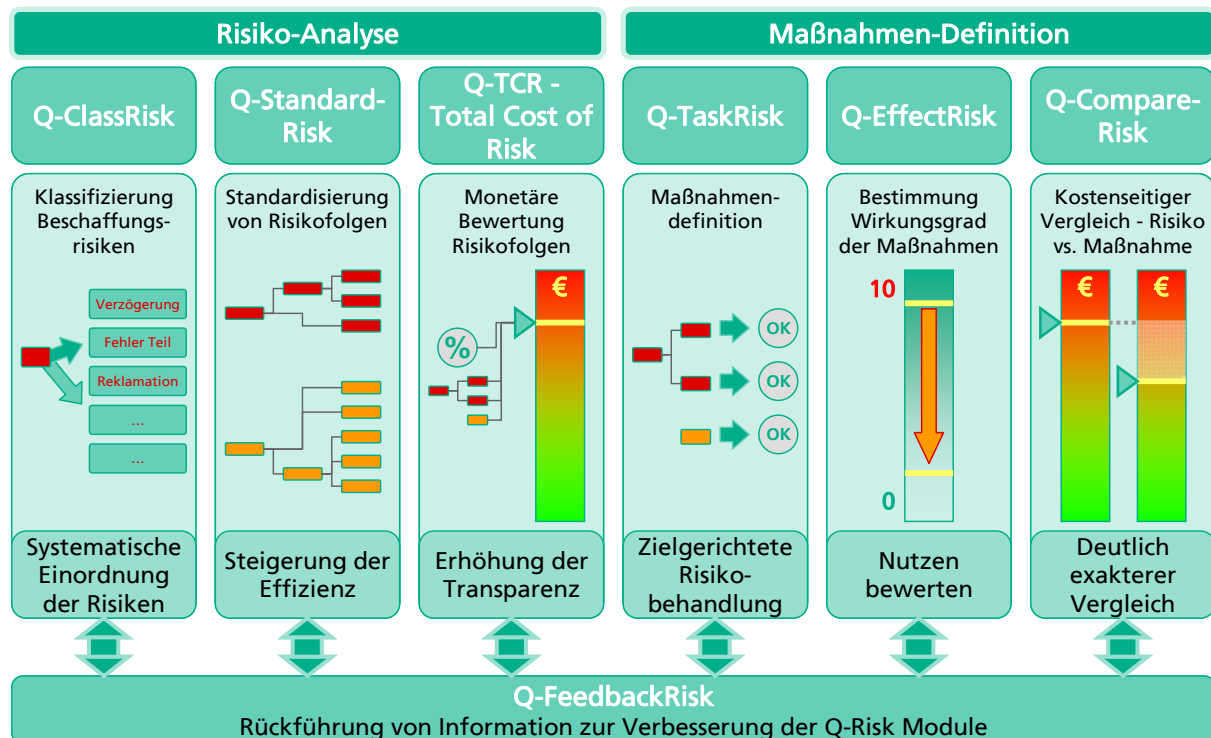 Risiko-Analyse
Maßnahmen-Definition
Q-ClassRisk
Q-Standard-
Risk
Q-TCR -
Total Cost of
Risk
Q-TaskRisk
Q-EffectRisk
Q-Compare-
Risk
Klassifizierung
Beschaffungs-
risiken
Verzögerung
Fehler Teil
Reklamation
...
...
Systematische
Einordnung
der Risiken
Standardisierung
von Risikofolgen
Steigerung der
Effizienz
Monetäre
Bewertung
Risikofolgen
€
%
Erhöhung der
Transparenz
Maßnahmen-
definition
OK
OK
OK
Zielgerichtete
Risiko-
behandlung
Bestimmung
Wirkungsgrad
der Maßnahmen
10
0
Nutzen
bewerten
Kostenseitiger
Vergleich - Risiko
vs. Maßnahme
€ €
Deutlich
exakterer
Vergleich
Q-FeedbackRisk
Rückführung von Information zur Verbesserung der Q-Risk Module